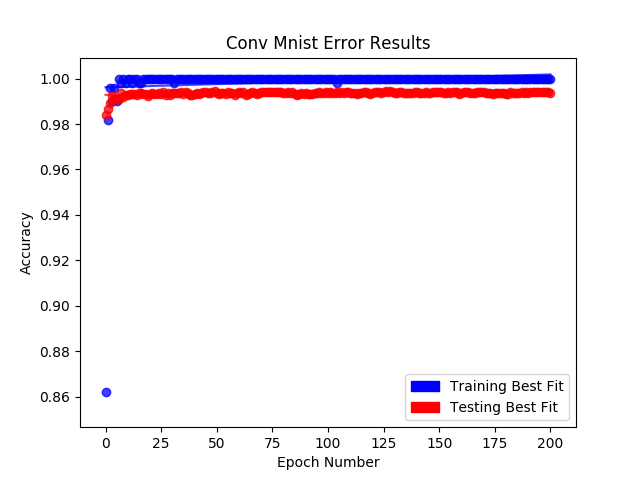 Conv Mnist Error Results
1.00
0.98
0.96
0.94
0.92
0.90
0.88
0.86
Accuracy
Training Best Fit
Testing Best Fit
0 25 50 75 100 125 150 175 200
Epoch Number